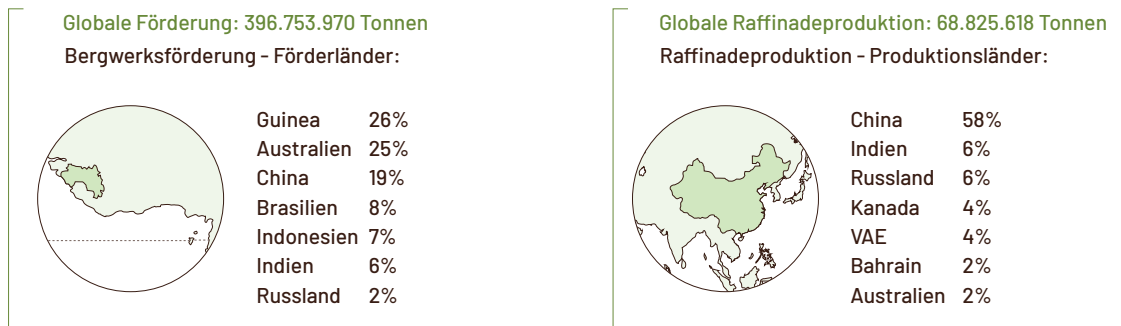 Globale Förderung: 396.753.970 Tonnen
Bergwerksförderung - Förderländer:
Guinea 26%
Australien 25%
China 19%
Brasilien 8%
Indonesien 7%
Indien 6%
Russland 2%
Globale Raffinadeproduktion: 68.825.618 Tonnen
Raffinadeproduktion - Produktionsländer:
China 58%
Indien 6%
Russland 6%
Kanada 4%
VAE 4%
Bahrain 2%
Australien 2%